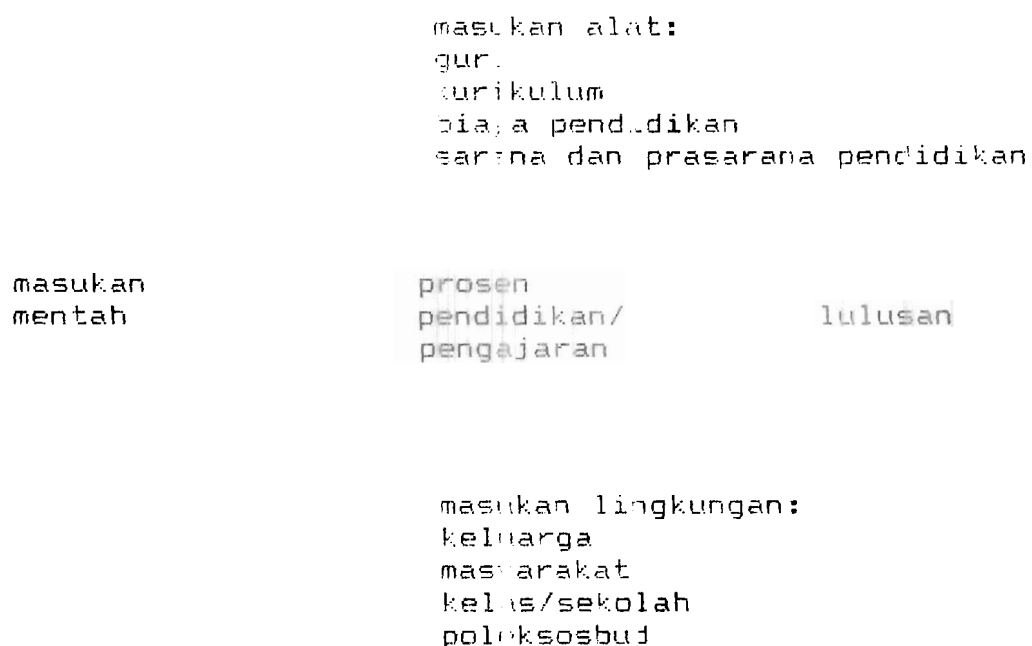 masukan alat:
guru
kurikulum
biaya pendidikan
sarana dan prasarana pendidikan
masukan
mentah
prosen
pendidikan/
pengajaran
lulusan
masukan lingkungan:
keluarga
masyarakat
kelas/sekolah
poleksosbud